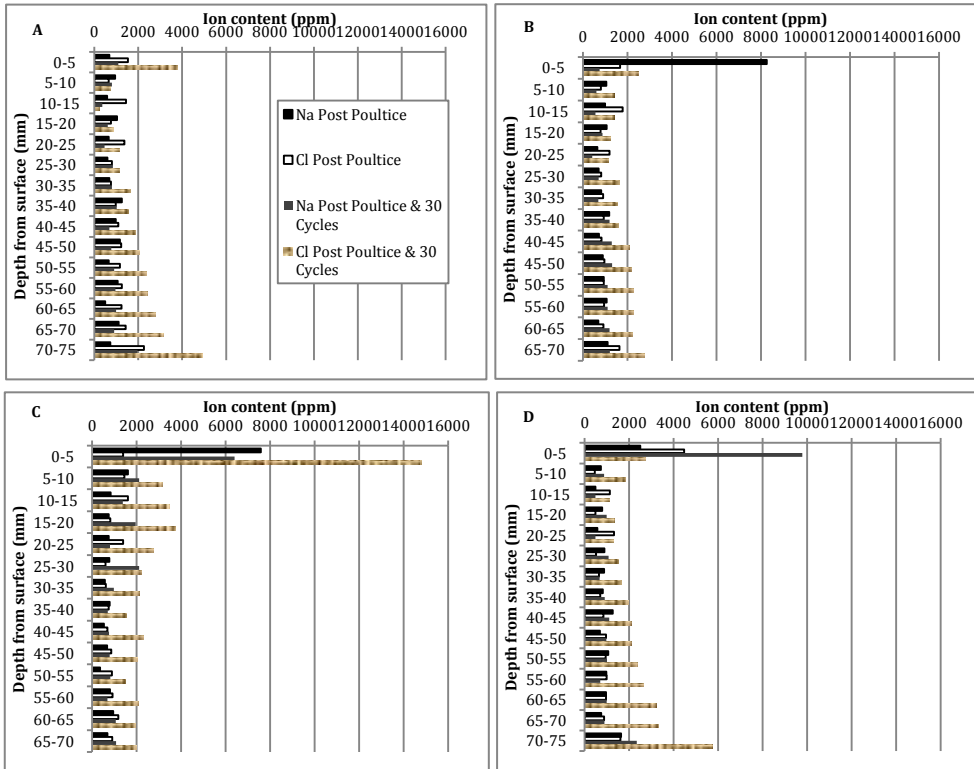 A
Ion content (ppm)
0 2000 4000 6000 8000 10000 12000 14000 16000
Depth from surface (mm)
0-5
5-10
10-15
15-20
20-25
25-30
30-35
35-40
40-45
45-50
50-55
55-60
60-65
65-70
70-75
Na Post Poultice
Cl Post Poultice
Na Post Poultice & 30
Cycles
Cl Post Poultice & 30
Cycles
B
Ion content (ppm)
0 2000 4000 6000 8000 10000 12000 14000 16000
Depth from surface (mm)
0-5
5-10
10-15
15-20
20-25
25-30
30-35
35-40
40-45
45-50
50-55
55-60
60-65
65-70
C
Ion content (ppm)
0 2000 4000 6000 8000 10000 12000 14000 16000
Depth from surface (mm)
0-5
5-10
10-15
15-20
20-25
25-30
30-35
35-40
40-45
45-50
50-55
55-60
60-65
65-70
D
Ion content (ppm)
0 2000 4000 6000 8000 10000 12000 14000 16000
Depth from surface (mm)
0-5
5-10
10-15
15-20
20-25
25-30
30-35
35-40
40-45
45-50
50-55
55-60
60-65
65-70
70-75